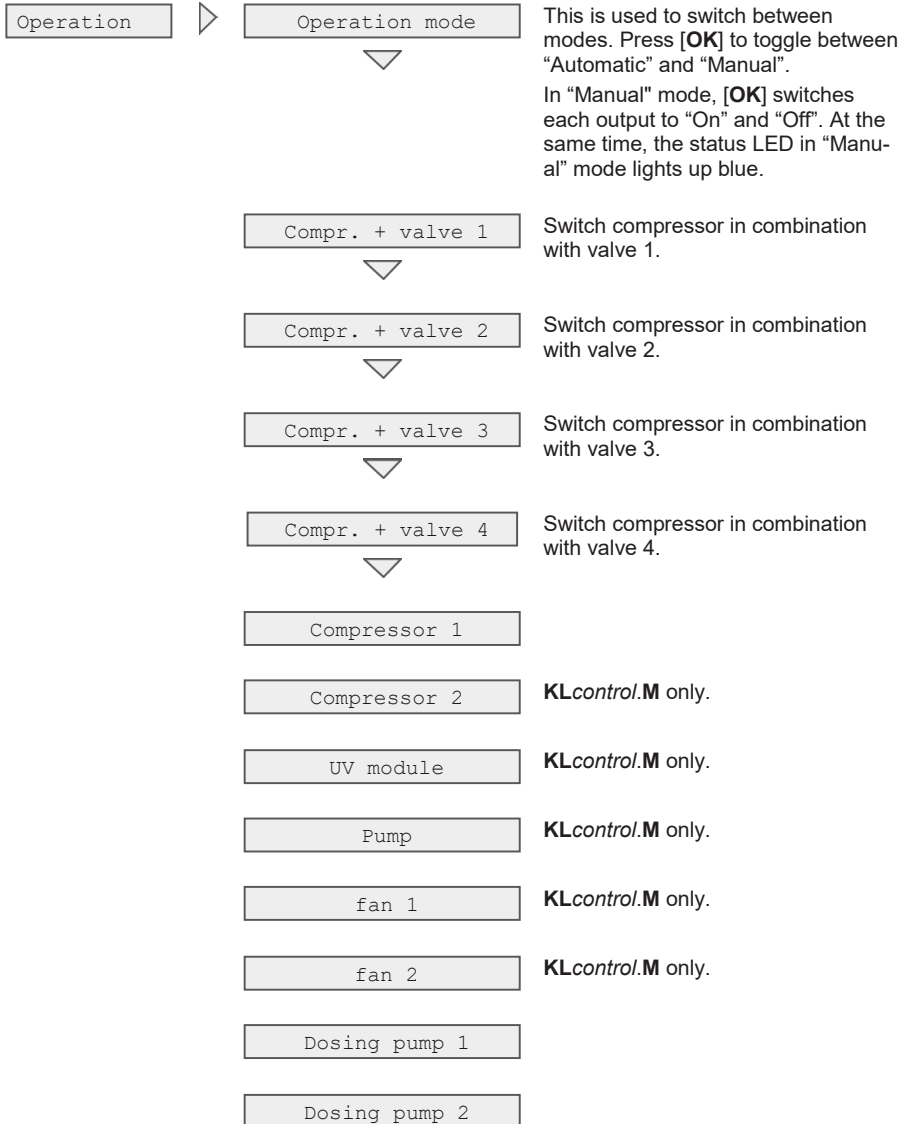 Operation
Operation mode
This is used to switch between
modes. Press [OK] to toggle between
“Automatic” and “Manual”.
In “Manual" mode, [OK] switches
each output to “On” and “Off”. At the
same time, the status LED in “Manu-
al” mode lights up blue.
Compr. + valve 1
Switch compressor in combination
with valve 1.
Compr. + valve 2
Switch compressor in combination
with valve 2.
Compr. + valve 3
Switch compressor in combination
with valve 3.
Compr. + valve 4
Switch compressor in combination
with valve 4.
Compressor 1
Compressor 2
KLcontrol.M only.
UV module
KLcontrol.M only.
Pump
KLcontrol.M only.
fan 1
KLcontrol.M only.
fan 2
KLcontrol.M only.
Dosing pump 1
Dosing pump 2